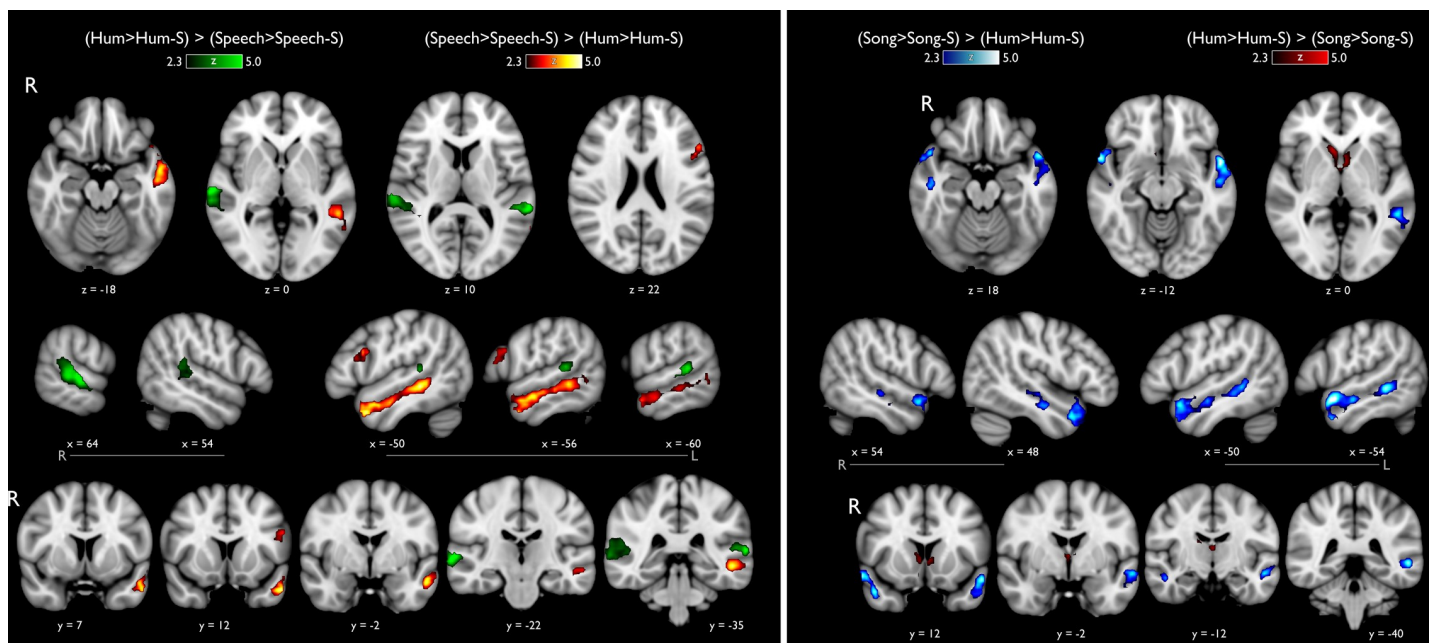 (Hum>Hum-S) > (Speech>Speech-S)
2.3 z 5.0
(Speech>Speech-S) > (Hum>Hum-S)
2.3 z 5.0
R
z = -18
z = 0
z = 10
z = 22
x = 64
x = 54
x = -50
x = -56
x = -60
R
L
R
y = 7
y = 12
y = -2
y = -22
y = -35
(Song>Song-S) > (Hum>Hum-S)
2.3 z 5.0
(Hum>Hum-S) > (Song>Song-S)
2.3 z 5.0
R
z = 18
z = -12
z = 0
x = 54
x = 48
x = -50
x = -54
R
L
R
y = 12
y = -2
y = -12
y = -40